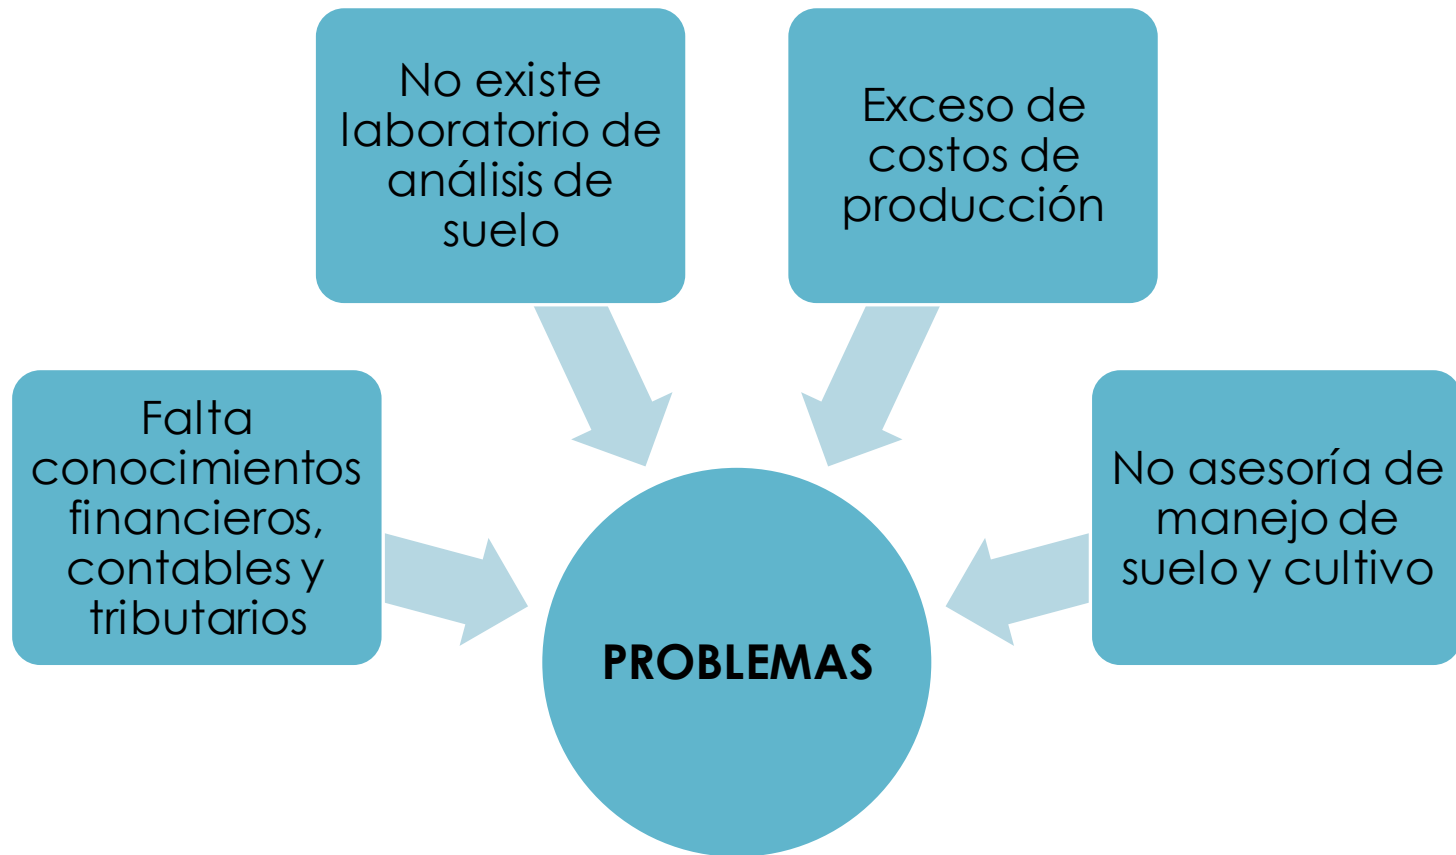 No existe
laboratorio de
análisis de
suelo
Exceso de
costos de
producción
Falta
conocimientos
financieros,
contables y
tributarios
No asesoría de
manejo de
suelo y cultivo
PROBLEMAS